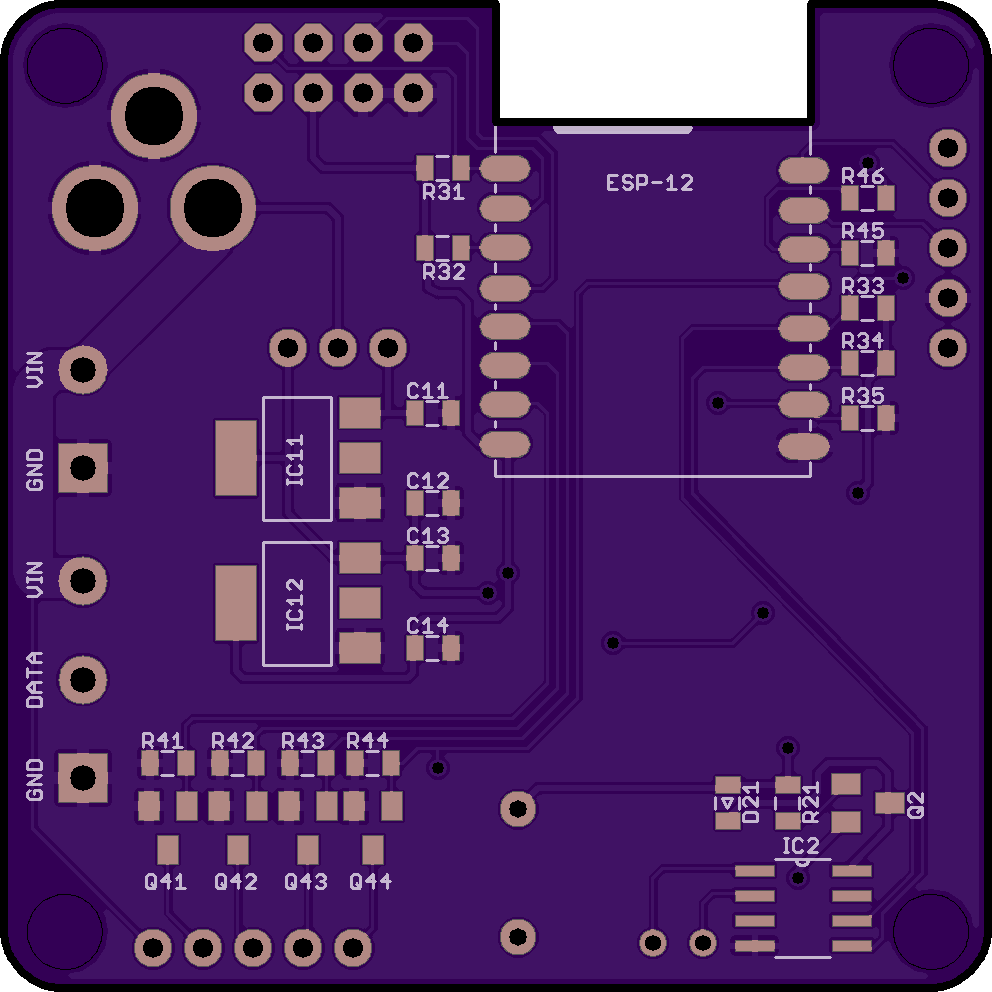 ESP-12
R31
R32
R46
R45
R33
R34
R35
VIN
GND
VIN
DATA
GND
IC11
IC12
C11
C12
C13
C14
R41 R42 R43 R44
Q41 Q42 Q43 Q44
D21
R21
Q2
IC2